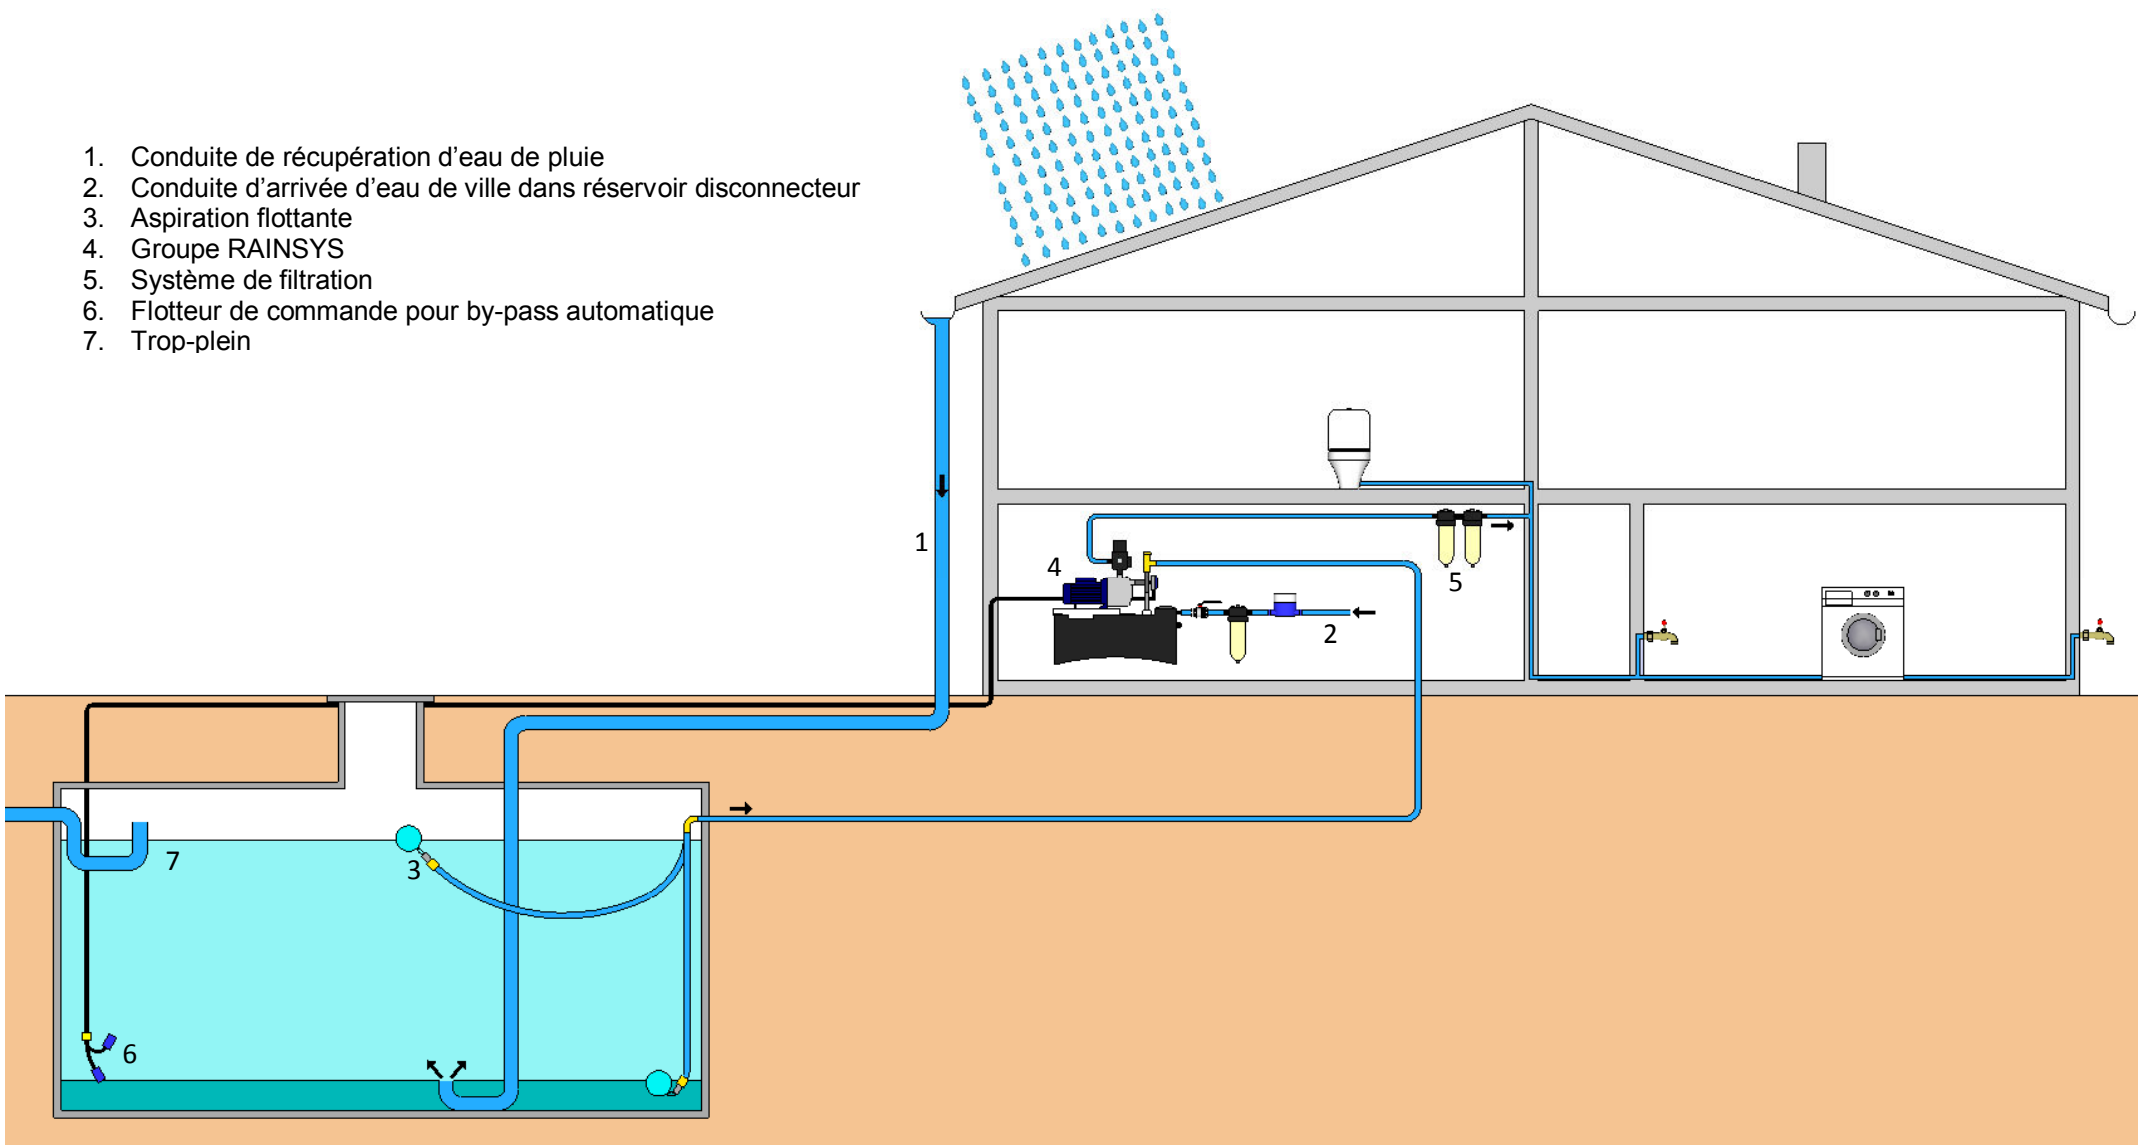 1. Conduite de récupération d'eau de pluie
2. Conduite d'arrivée d'eau de ville dans réservoir disconnecteur
3. Aspiration flottante
4. Groupe RAINSYS
5. Système de filtration
6. Flotteur de commande pour by-pass automatique
7. Trop-plein
1
4
5
2
7
3
6